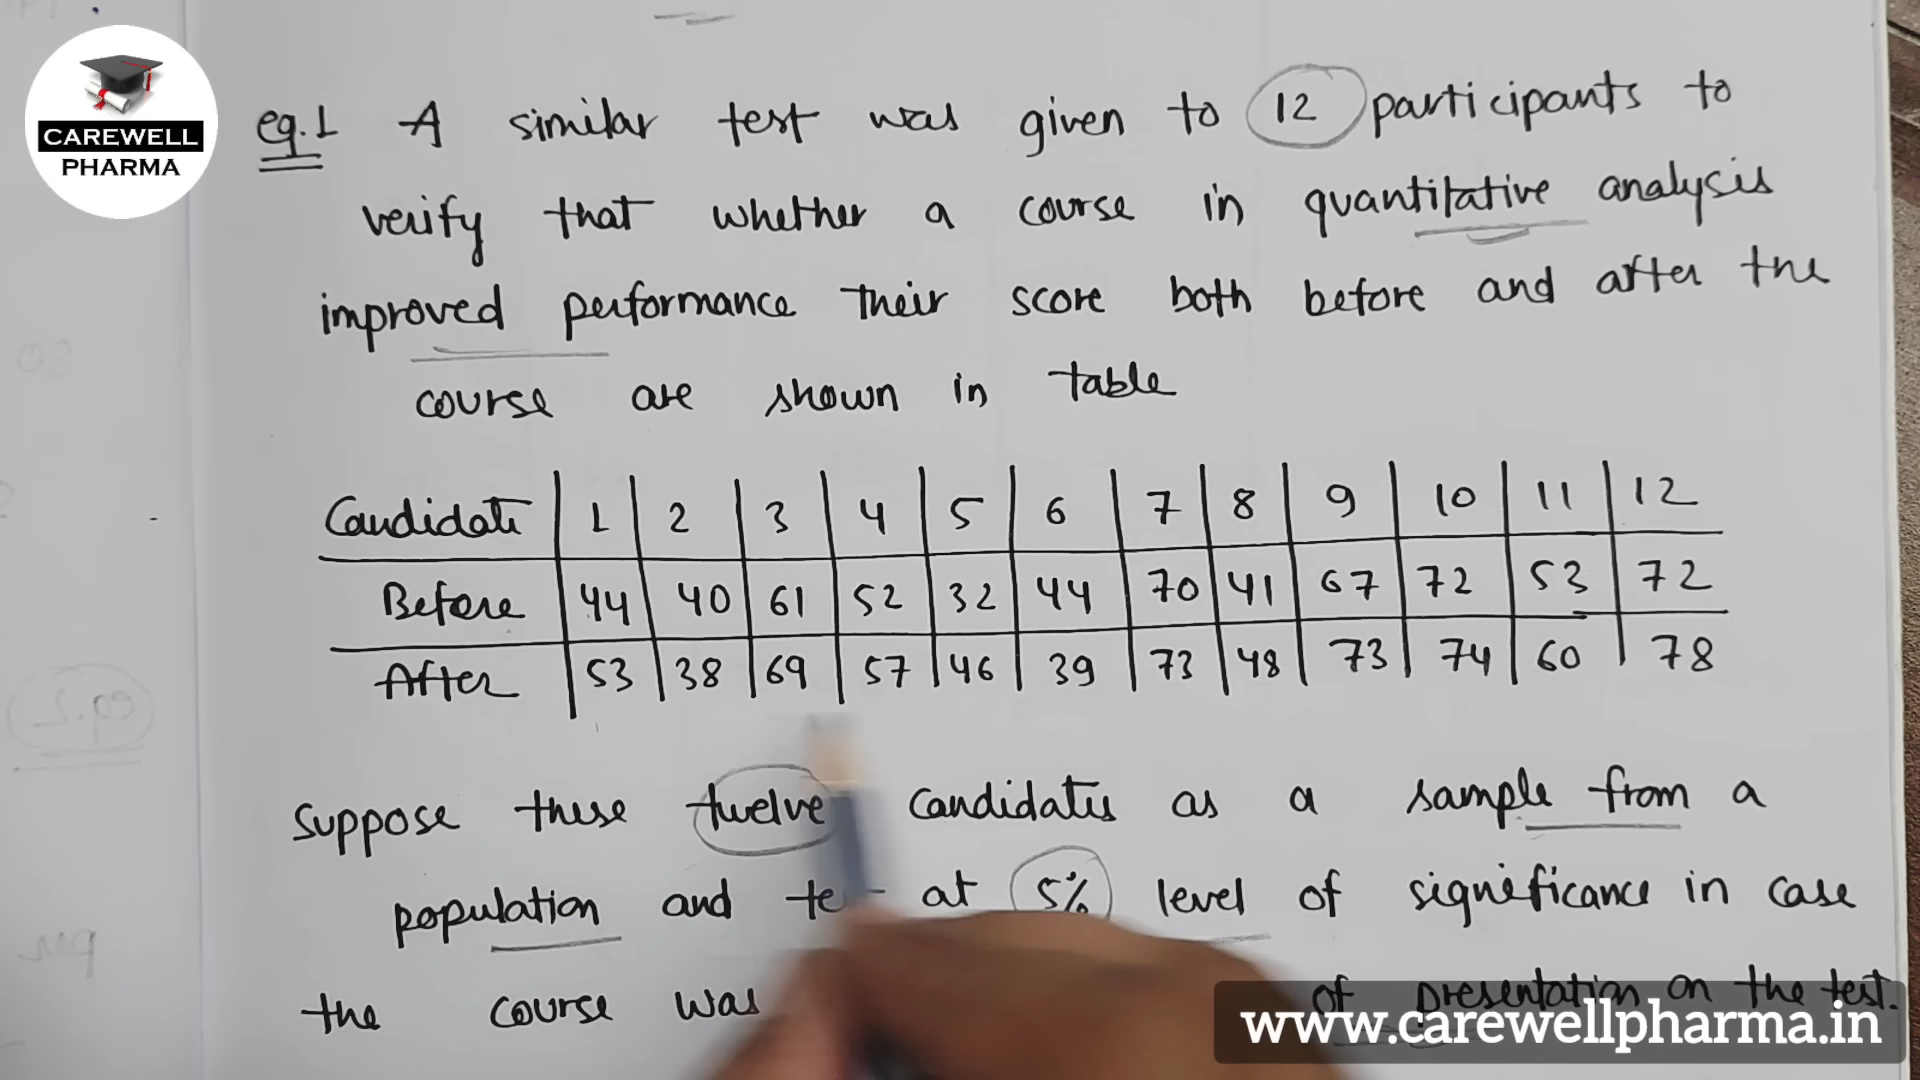 CAREWELL
PHARMA
eg.1 A similar test was given to 12 participants to
verify that whether a course in quantitative analysis
improved performance their score both before and after the
course are shown in table
Candidate 1 2 3 4 5 6 7 8 9 10 11 12
Before 44 40 61 52 32 44 70 41 67 72 53 72
After 53 38 69 57 46 39 73 48 73 74 60 78
suppose these twelve candidates as a sample from a
population and at 5% level of significance in case
the course was of presentation on the test.
www.carewellpharma.in
eg.2